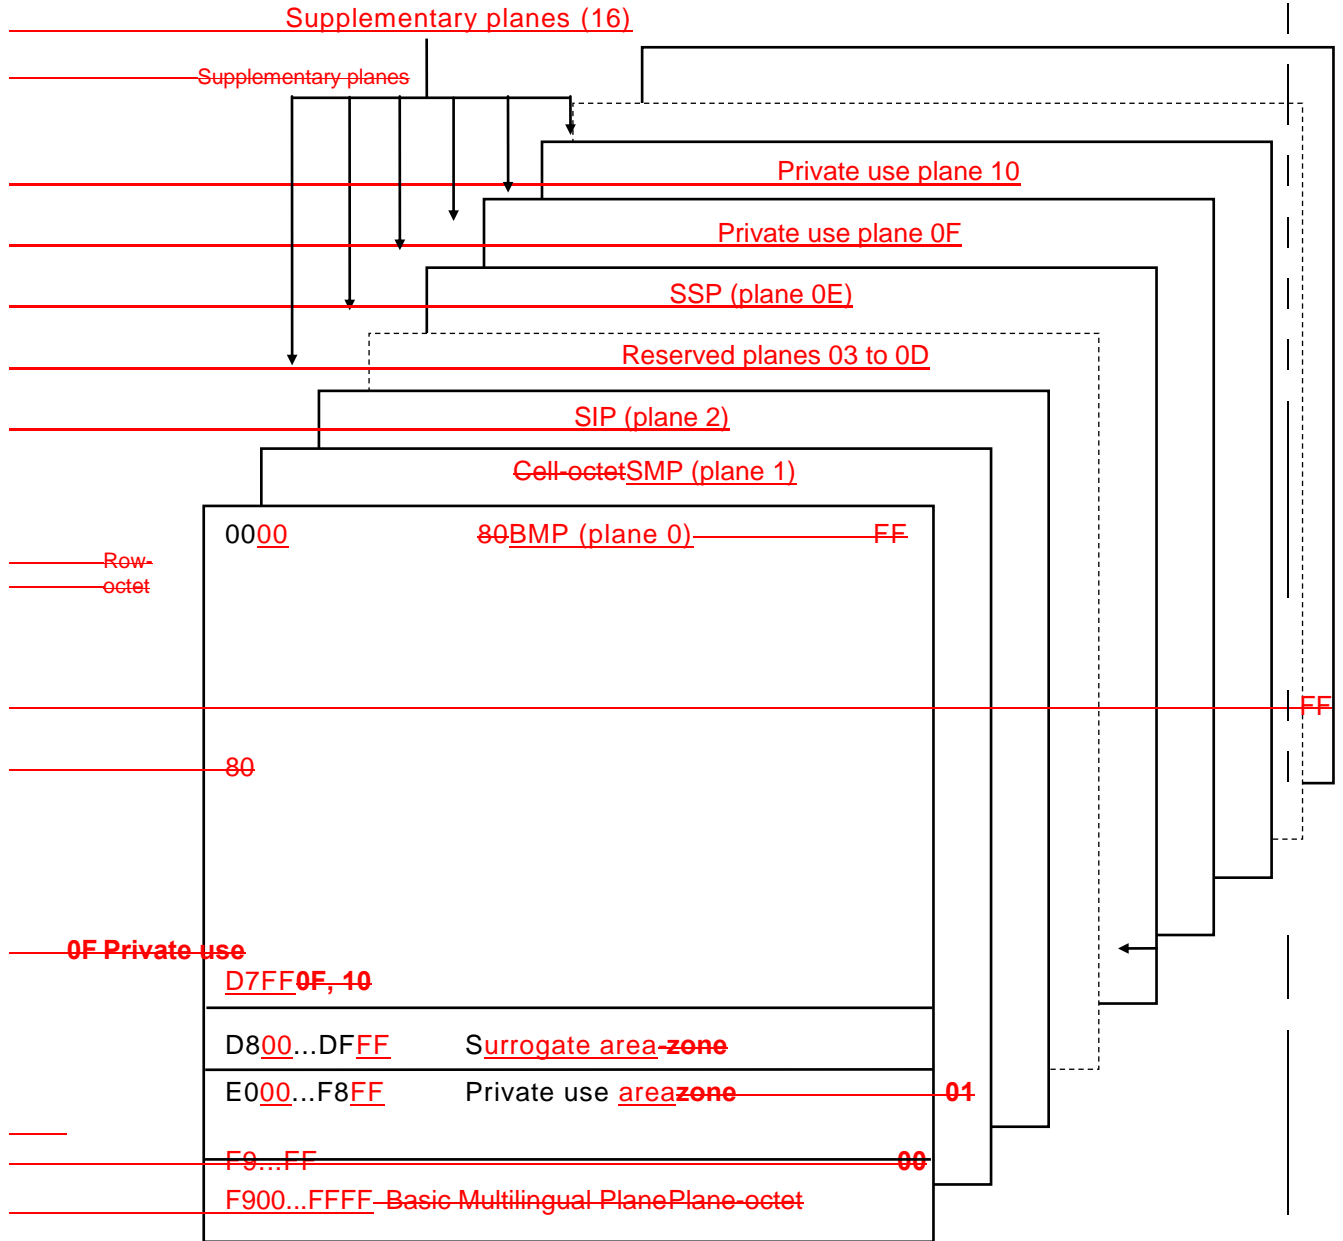 Supplementary planes (16)
Supplementary planes
Private use plane 10
Private use plane 0F
SSP (plane 0E)
Reserved planes 03 to 0D
SIP (plane 2)
Cell-octetSMP (plane 1)
0000 80BMP (plane 0) FF
Row-
octet
FF
80
0F Private use
D7FF0F, 10
D800...DFFF Surrogate area-zone
E000...F8FF Private use areazone 01
F9...FF 00
F900...FFFF Basic Multilingual PlanePlane-octet